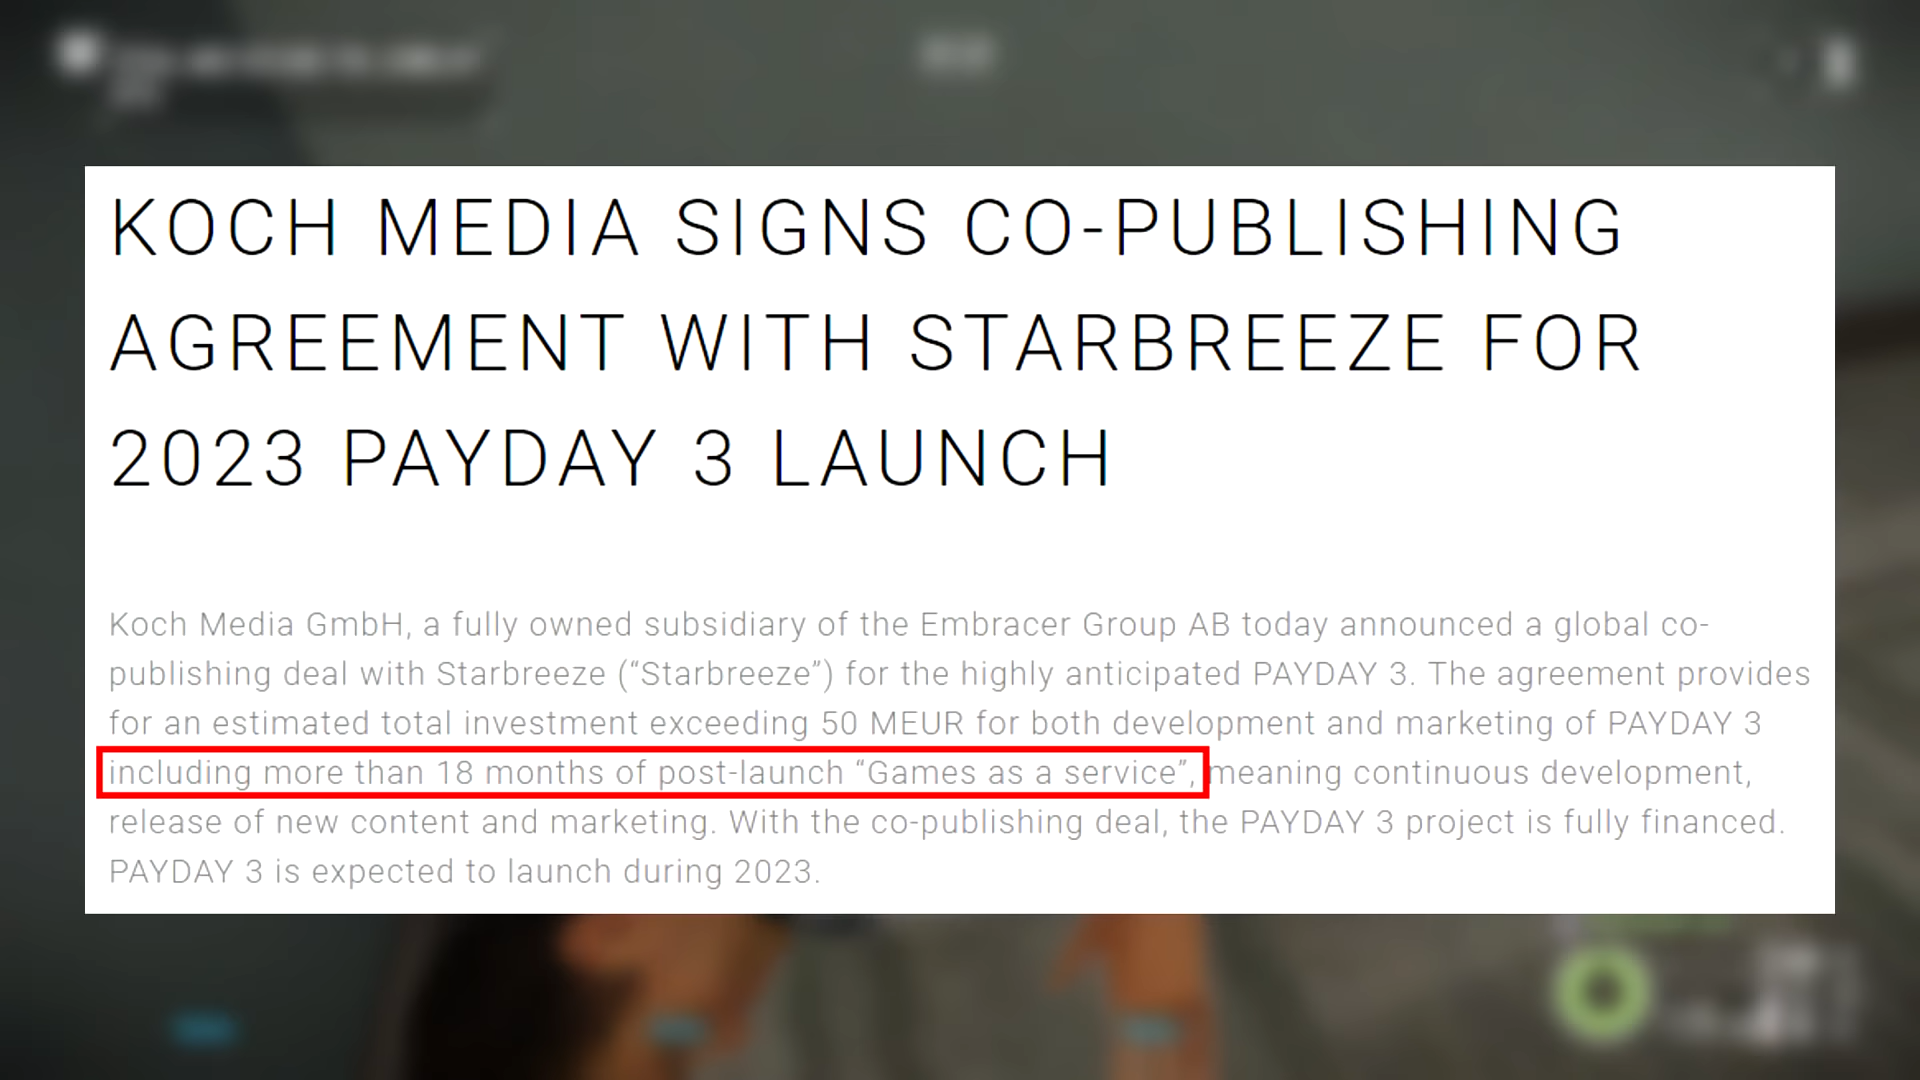 KOCH MEDIA SIGNS CO-PUBLISHING
AGREEMENT WITH STARBREEZE FOR
2023 PAYDAY 3 LAUNCH
Koch Media GmbH, a fully owned subsidiary of the Embracer Group AB today announced a global co-
publishing deal with Starbreeze (“Starbreeze”) for the highly anticipated PAYDAY 3. The agreement provides
for an estimated total investment exceeding 50 MEUR for both development and marketing of PAYDAY 3
including more than 18 months of post-launch “Games as a service”, meaning continuous development,
release of new content and marketing. With the co-publishing deal, the PAYDAY 3 project is fully financed.
PAYDAY 3 is expected to launch during 2023.